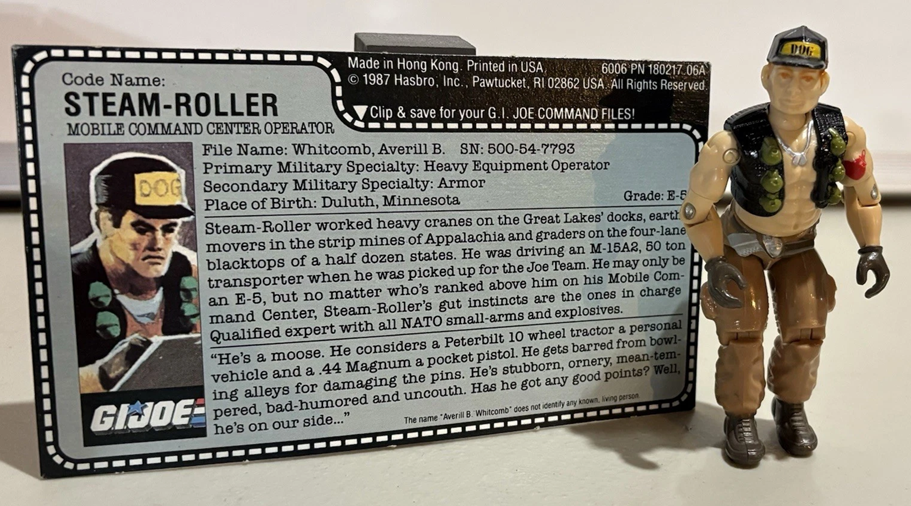 Made in Hong Kong. Printed in USA,
6006 PN 180217.06A
© 1987 Hasbro, Inc., Pawtucket, RI 02862 USA. All Rights Reserved.
▼Clip & save for your G.I. JOE COMMAND FILES!
Code Name:
STEAM-ROLLER
MOBILE COMMAND CENTER OPERATOR
File Name: Whitcomb, Averill B. SN: 500-54-7793
Primary Military Specialty: Heavy Equipment Operator
Secondary Military Specialty: Armor
Place of Birth: Duluth, Minnesota
Grade: E-5
Steam-Roller worked heavy cranes on the Great Lakes' docks, earth
movers in the strip mines of Appalachia and graders on the four-lane
blacktops of a half dozen states. He was driving an M-15A2, 50 ton
transporter when he was picked up for the Joe Team. He may only be
an E-5, but no matter who's ranked above him on his Mobile Com-
mand Center, Steam-Roller's gut instincts are the ones in charge
Qualified expert with all NATO small-arms and explosives.
"He's a moose. He considers a Peterbilt 10 wheel tractor a personal
vehicle and a .44 Magnum a pocket pistol. He gets barred from bowl-
ing alleys for damaging the pins. He's stubborn, ornery, mean-tem-
pered, bad-humored and uncouth. Has he got any good points? Well,
he's on our side..."
The name "Averill B. Whitcomb" does not identify any known, living person
DOG
GI JOE
DOG